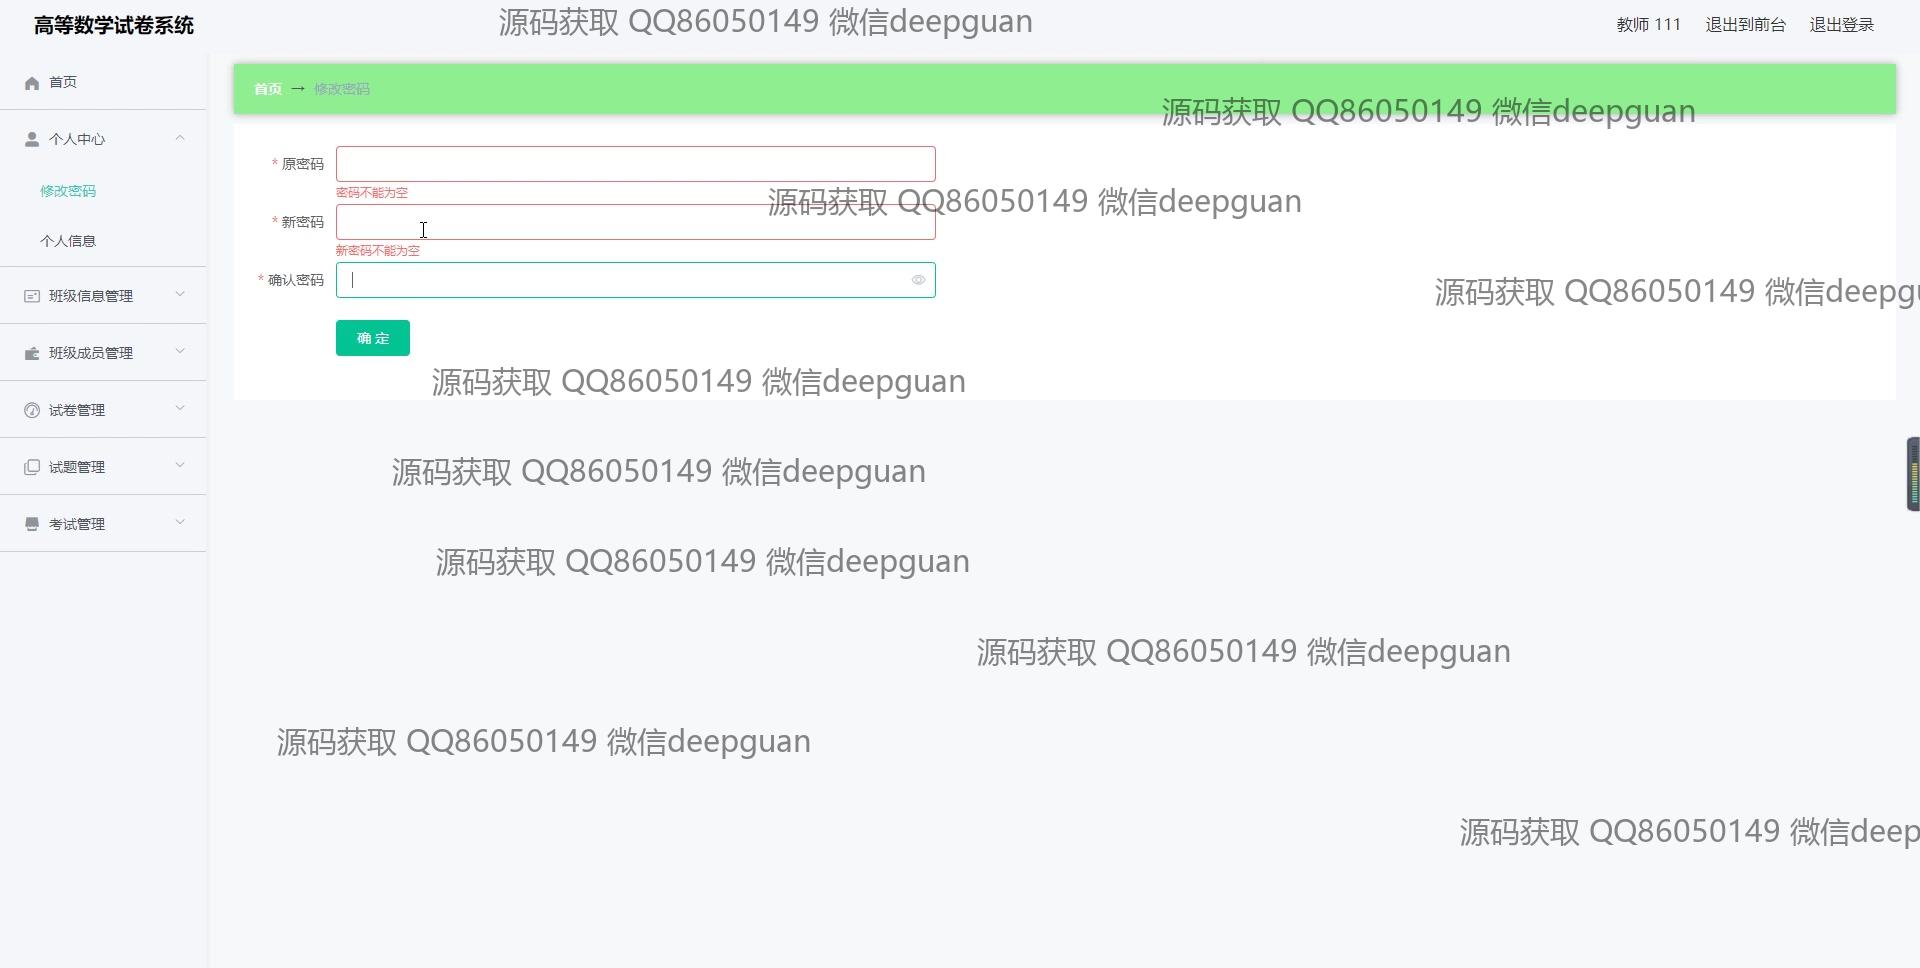 高等数学试卷系统
源码获取 QQ86050149 微信deepguan
教师 111 退出到前台 退出登录
首页
个人中心
修改密码
个人信息
班级信息管理
班级成员管理
试卷管理
试题管理
考试管理
首页 → 修改密码
源码获取 QQ86050149 微信deepguan
* 原密码
密码不能为空
源码获取 QQ86050149 微信deepguan
* 新密码
新密码不能为空
* 确认密码
源码获取 QQ86050149 微信deepgu
确 定
源码获取 QQ86050149 微信deepguan
源码获取 QQ86050149 微信deepguan
源码获取 QQ86050149 微信deepguan
源码获取 QQ86050149 微信deepguan
源码获取 QQ86050149 微信deepguan
源码获取 QQ86050149 微信deep